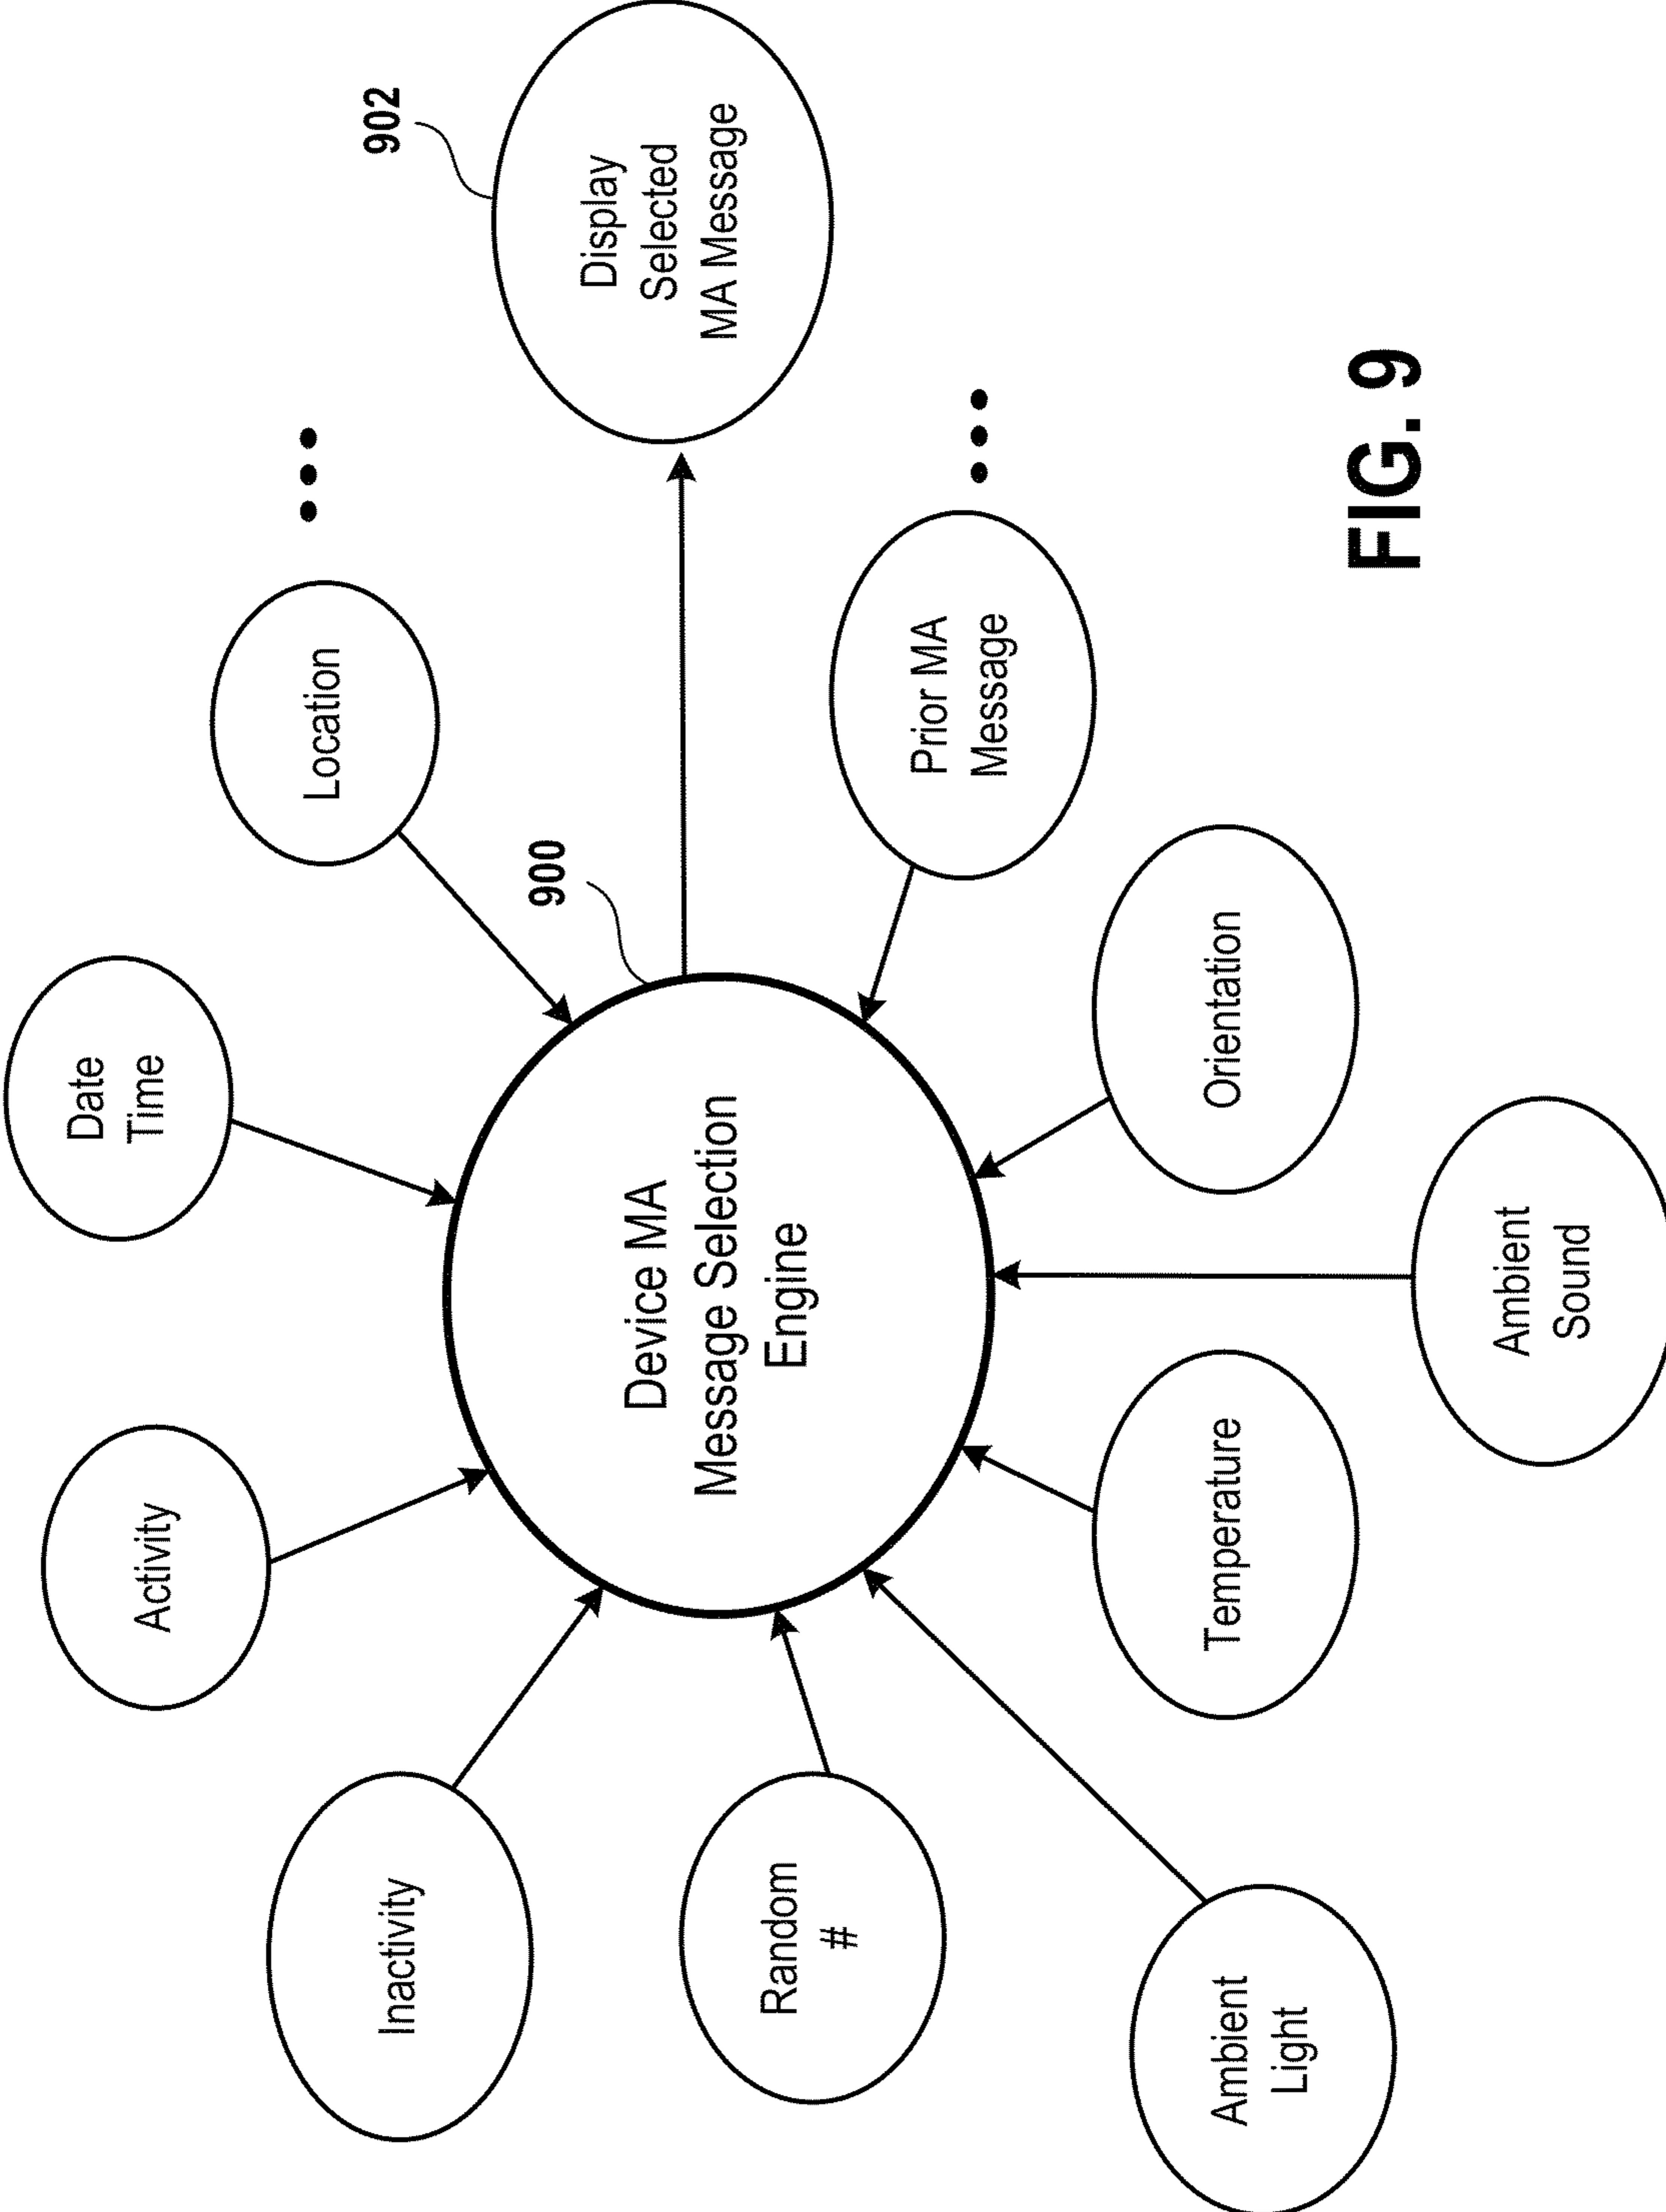 Date
Time
Activity
Location
902
Inactivity
900
Display
Selected
MA Message
Device MA
Message Selection
Engine
Random
#
Prior MA
Message
Ambient
Light
Temperature
Orientation
FIG. 9
Ambient
Sound